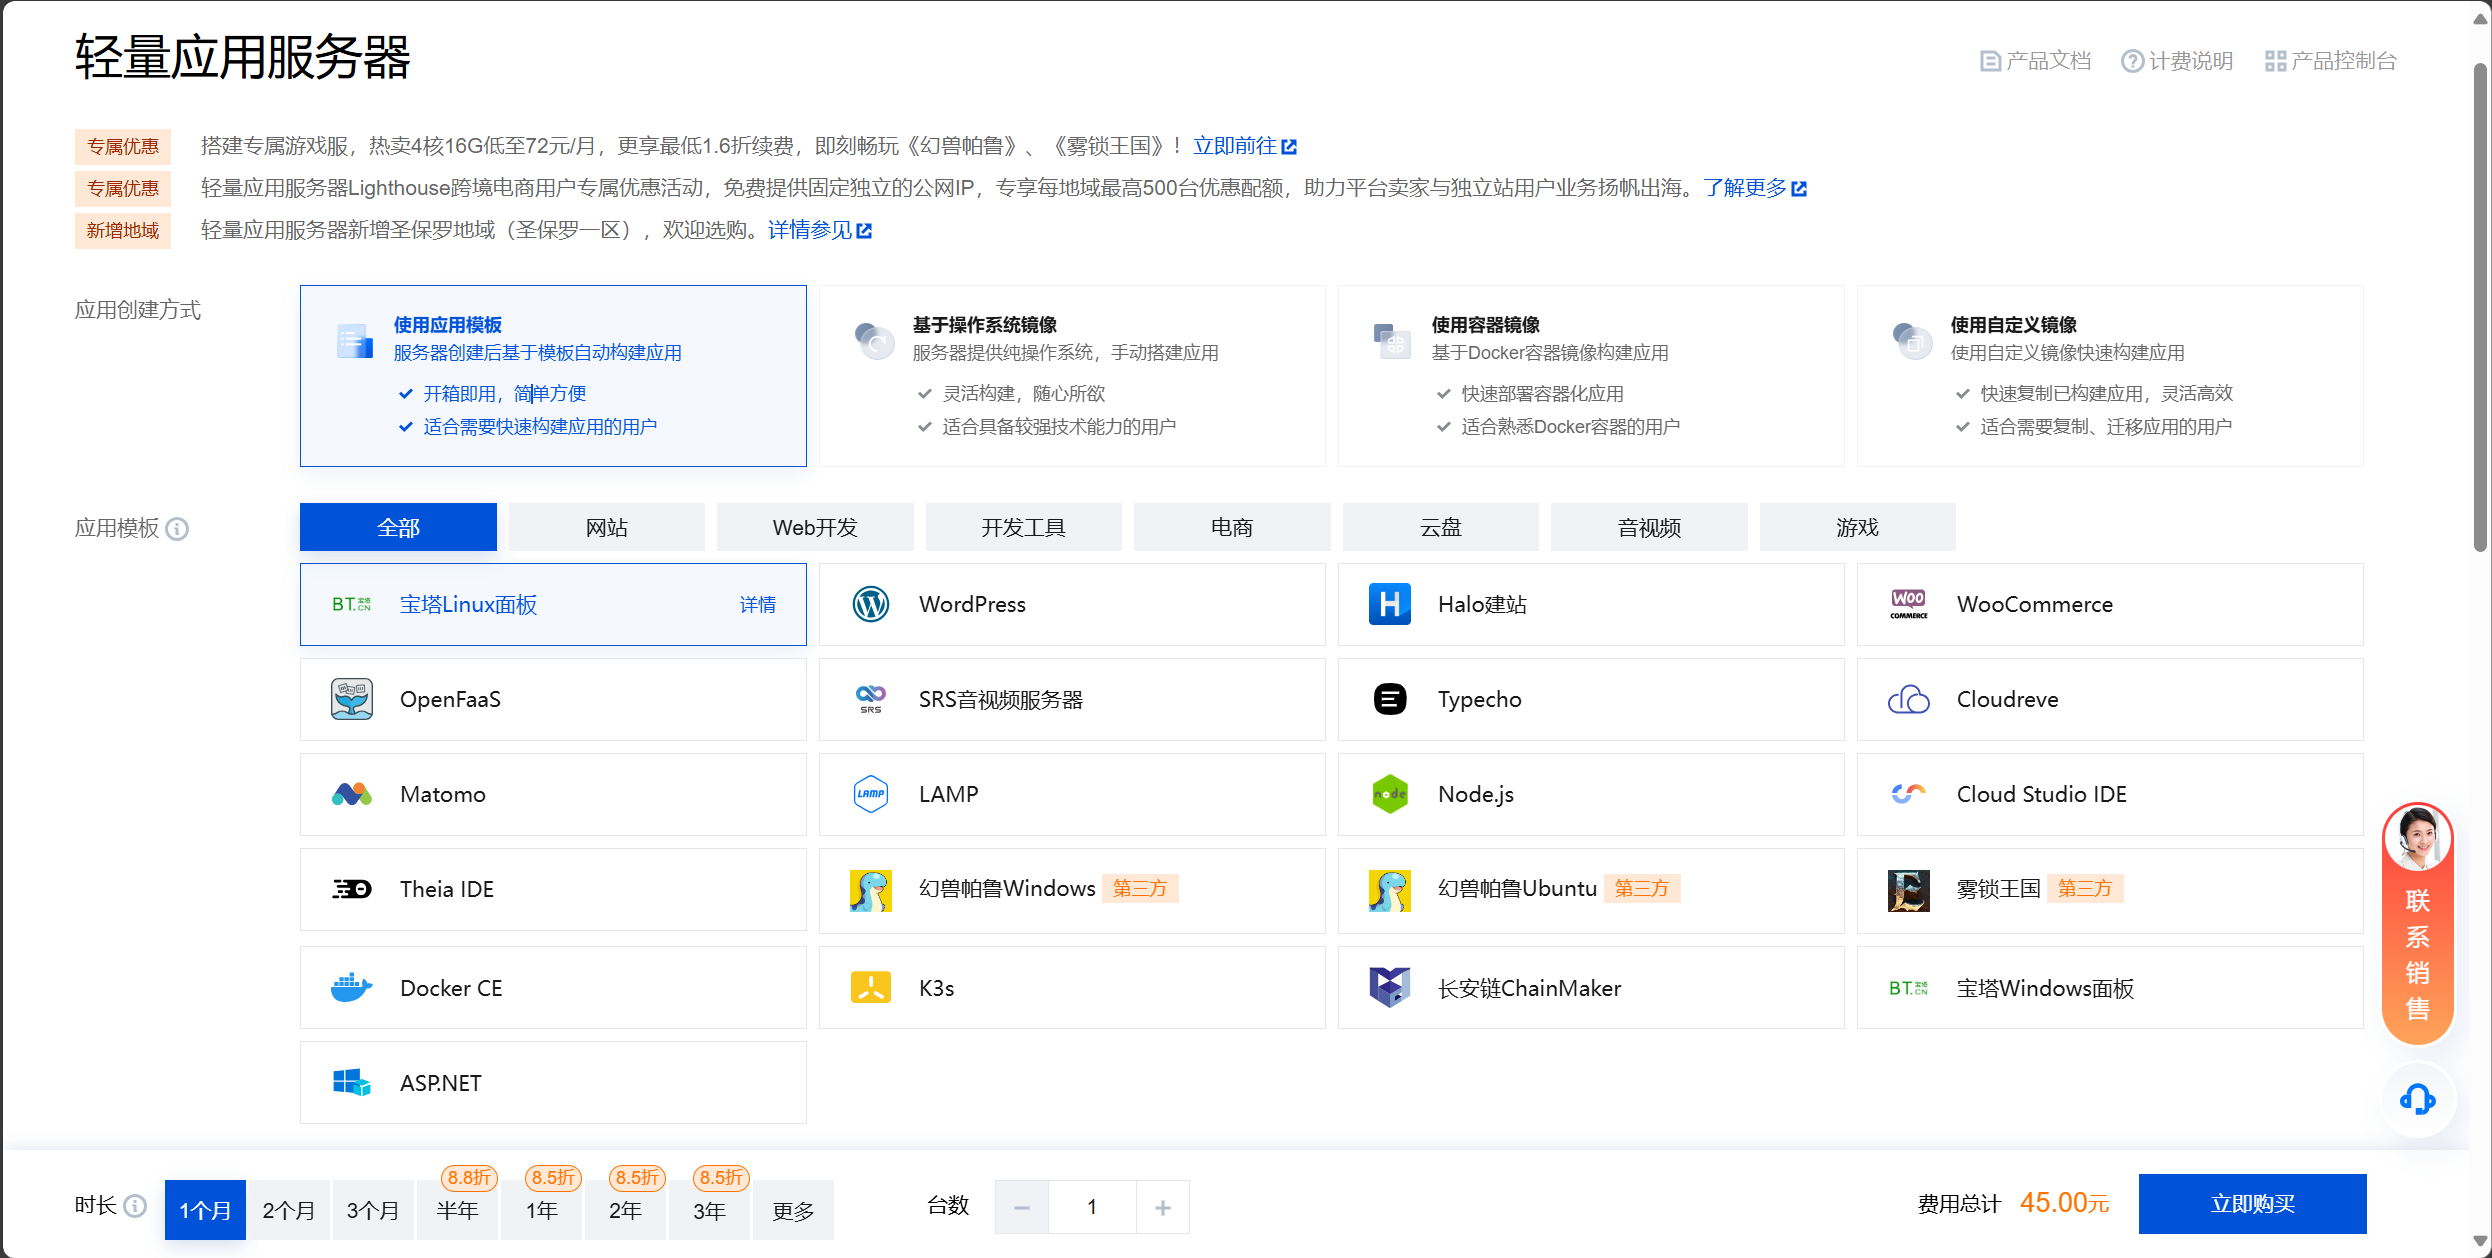 轻量应用服务器
产品文档 计费说明 产品控制台
专属优惠 搭建专属游戏服，热卖4核16G低至72元/月，更享最低1.6折续费，即刻畅玩《幻兽帕鲁》、《雾锁王国》！立即前往
专属优惠 轻量应用服务器Lighthouse跨境电商用户专属优惠活动，免费提供固定独立的公网IP，专享每地域最高500台优惠配额，助力平台卖家与独立站用户业务扬帆出海。了解更多
新增地域 轻量应用服务器新增圣保罗地域（圣保罗一区），欢迎选购。详情参见
应用创建方式
使用应用模板
服务器创建后基于模板自动构建应用
开箱即用，简单方便
适合需要快速构建应用的用户
基于操作系统镜像
服务器提供纯操作系统，手动搭建应用
灵活构建，随心所欲
适合具备较强技术能力的用户
使用容器镜像
基于Docker容器镜像构建应用
快速部署容器化应用
适合熟悉Docker容器的用户
使用自定义镜像
使用自定义镜像快速构建应用
快速复制已构建应用，灵活高效
适合需要复制、迁移应用的用户
应用模板
全部 网站 Web开发 开发工具 电商 云盘 音视频 游戏
BT.宝塔.CN 宝塔Linux面板 详情
WordPress
H Halo建站
WOO COMMERCE WooCommerce
OpenFaaS
SRS SRS音视频服务器
Typecho
Cloudreve
Matomo
LAMP LAMP
node Node.js
Cloud Studio IDE
Theia IDE
幻兽帕鲁Windows 第三方
幻兽帕鲁Ubuntu 第三方
雾锁王国 第三方
Docker CE
K3s
长安链ChainMaker
BT.宝塔.CN 宝塔Windows面板
ASP.NET
联系销售
8.8折 8.5折 8.5折 8.5折
时长 1个月 2个月 3个月 半年 1年 2年 3年 更多
台数 − 1 +
费用总计 45.00元 立即购买